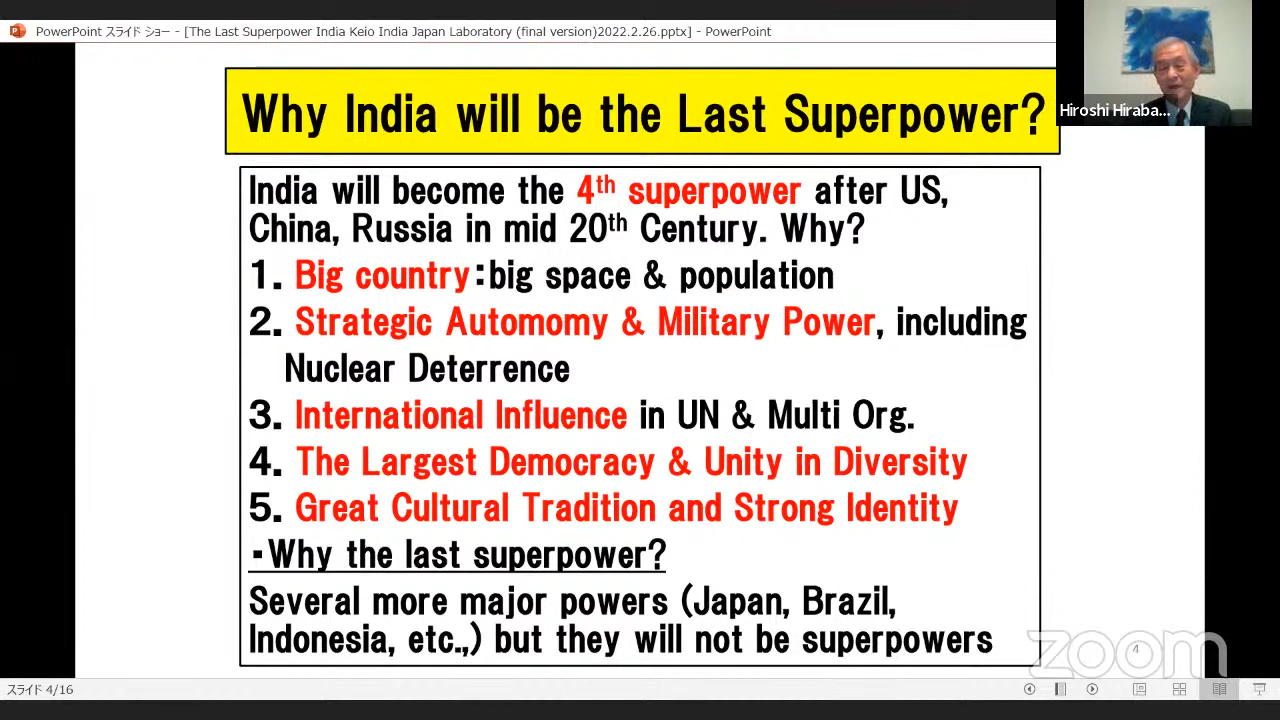 PowerPoint スライド ショー - [The Last Superpower India Keio India Japan Laboratory (final version)2022.2.26.pptx] - PowerPoint
Hiroshi Hiraba...
Why India will be the Last Superpower?
India will become the 4th superpower after US,
China, Russia in mid 20th Century. Why?
1. Big country:big space & population
2. Strategic Automomy & Military Power, including
Nuclear Deterrence
3. International Influence in UN & Multi Org.
4. The Largest Democracy & Unity in Diversity
5. Great Cultural Tradition and Strong Identity
・Why the last superpower?
Several more major powers (Japan, Brazil,
Indonesia, etc.,) but they will not be superpowers
4
zoom
スライド 4/16